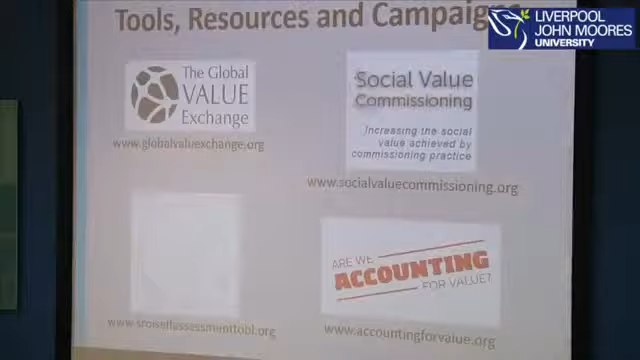 Tools, Resources and Campaigns
LIVERPOOL
JOHN MOORES
UNIVERSITY
The Global
VALUE
Exchange
www.globalvaluexchange.org
Social Value
Commissioning
Increasing the social
value achieved by
commissioning practice
www.socialvaluecommissioning.org
www.sroiselfassessmenttool.org
ARE WE
ACCOUNTING
FOR VALUE?
www.accountingforvalue.org